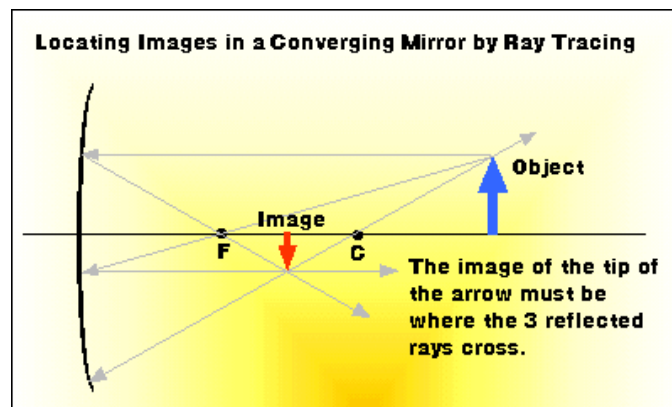 Locating Images in a Converging Mirror by Ray Tracing
Object
Image
F
C
The image of the tip of
the arrow must be
where the 3 reflected
rays cross.